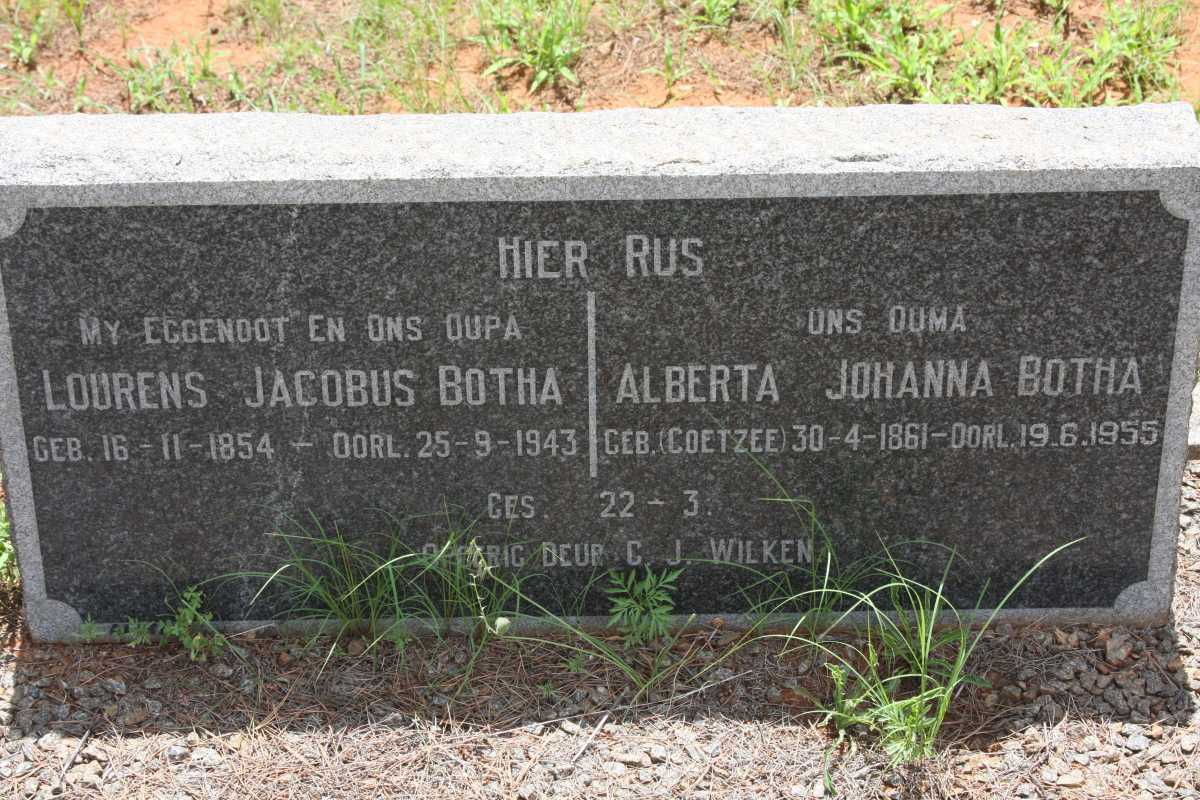 HIER RUS
MY EGGENOOT EN ONS OUPA
LOURENS JACOBUS BOTHA
GEB. 16-11-1854 - OORL. 25-9-1943
ONS OUMA
ALBERTA JOHANNA BOTHA
GEB. (COETZEE) 30-4-1861-OORL. 19.6.1955
GES. 22-3.
OPGERIG DEUR C. J. WILKEN